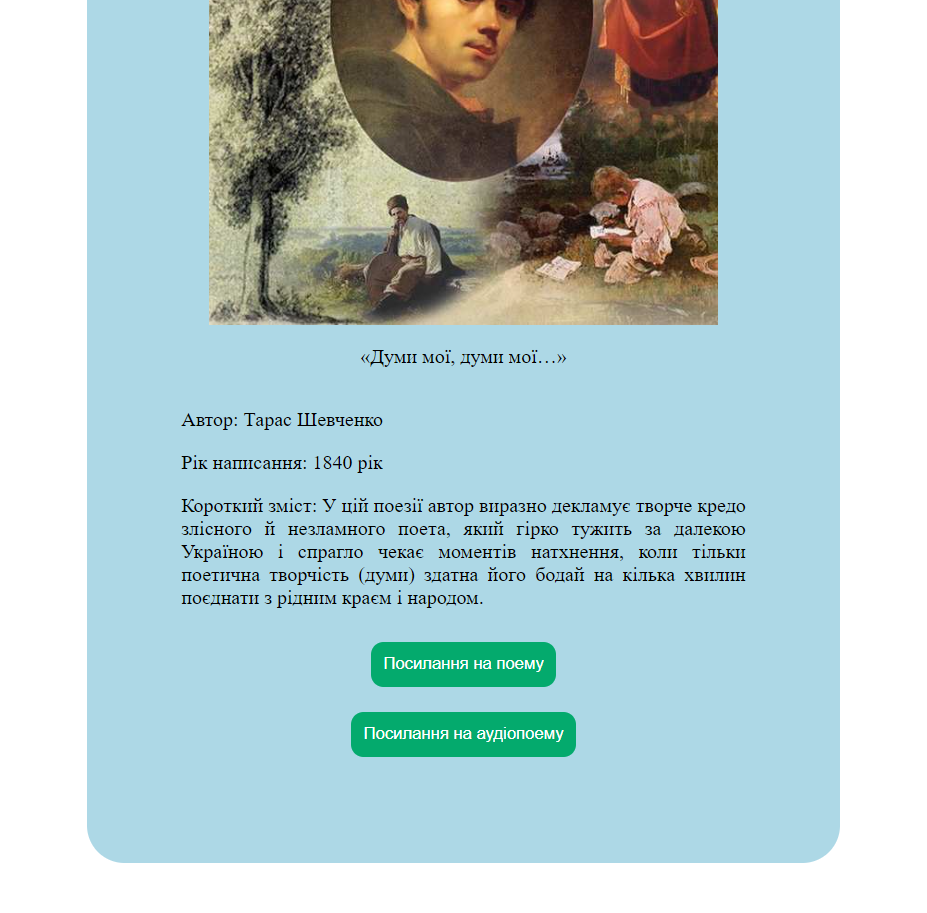 «Думи мої, думи мої…»
Автор: Тарас Шевченко
Рік написання: 1840 рік
Короткий зміст: У цій поезії автор виразно декламує творче кредо
злісного й незламного поета, який гірко тужить за далекою
Україною і спрагло чекає моментів натхнення, коли тільки
поетична творчість (думи) здатна його бодай на кілька хвилин
поєднати з рідним краєм і народом.
Посилання на поему
Посилання на аудіопоему